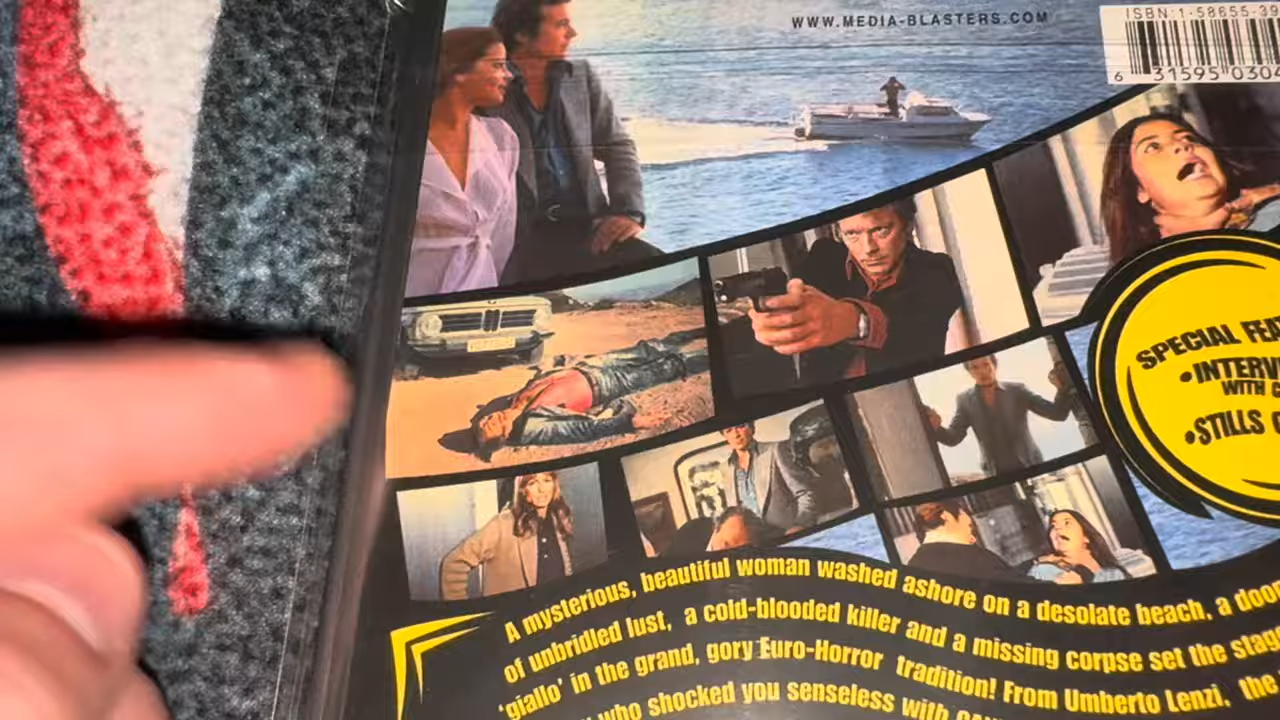 WWW.MEDIA-BLASTERS.COM
ISBN:1-58655-39
6 31595 0304
SPECIAL FEA
•INTERV
WITH
•STILLS
A mysterious, beautiful woman washed ashore on a desolate beach, a doo
of unbridled lust, a cold-blooded killer and a missing corpse set the stag
'giallo' in the grand, gory Euro-Horror tradition! From Umberto Lenzi, the
who shocked you senseless with